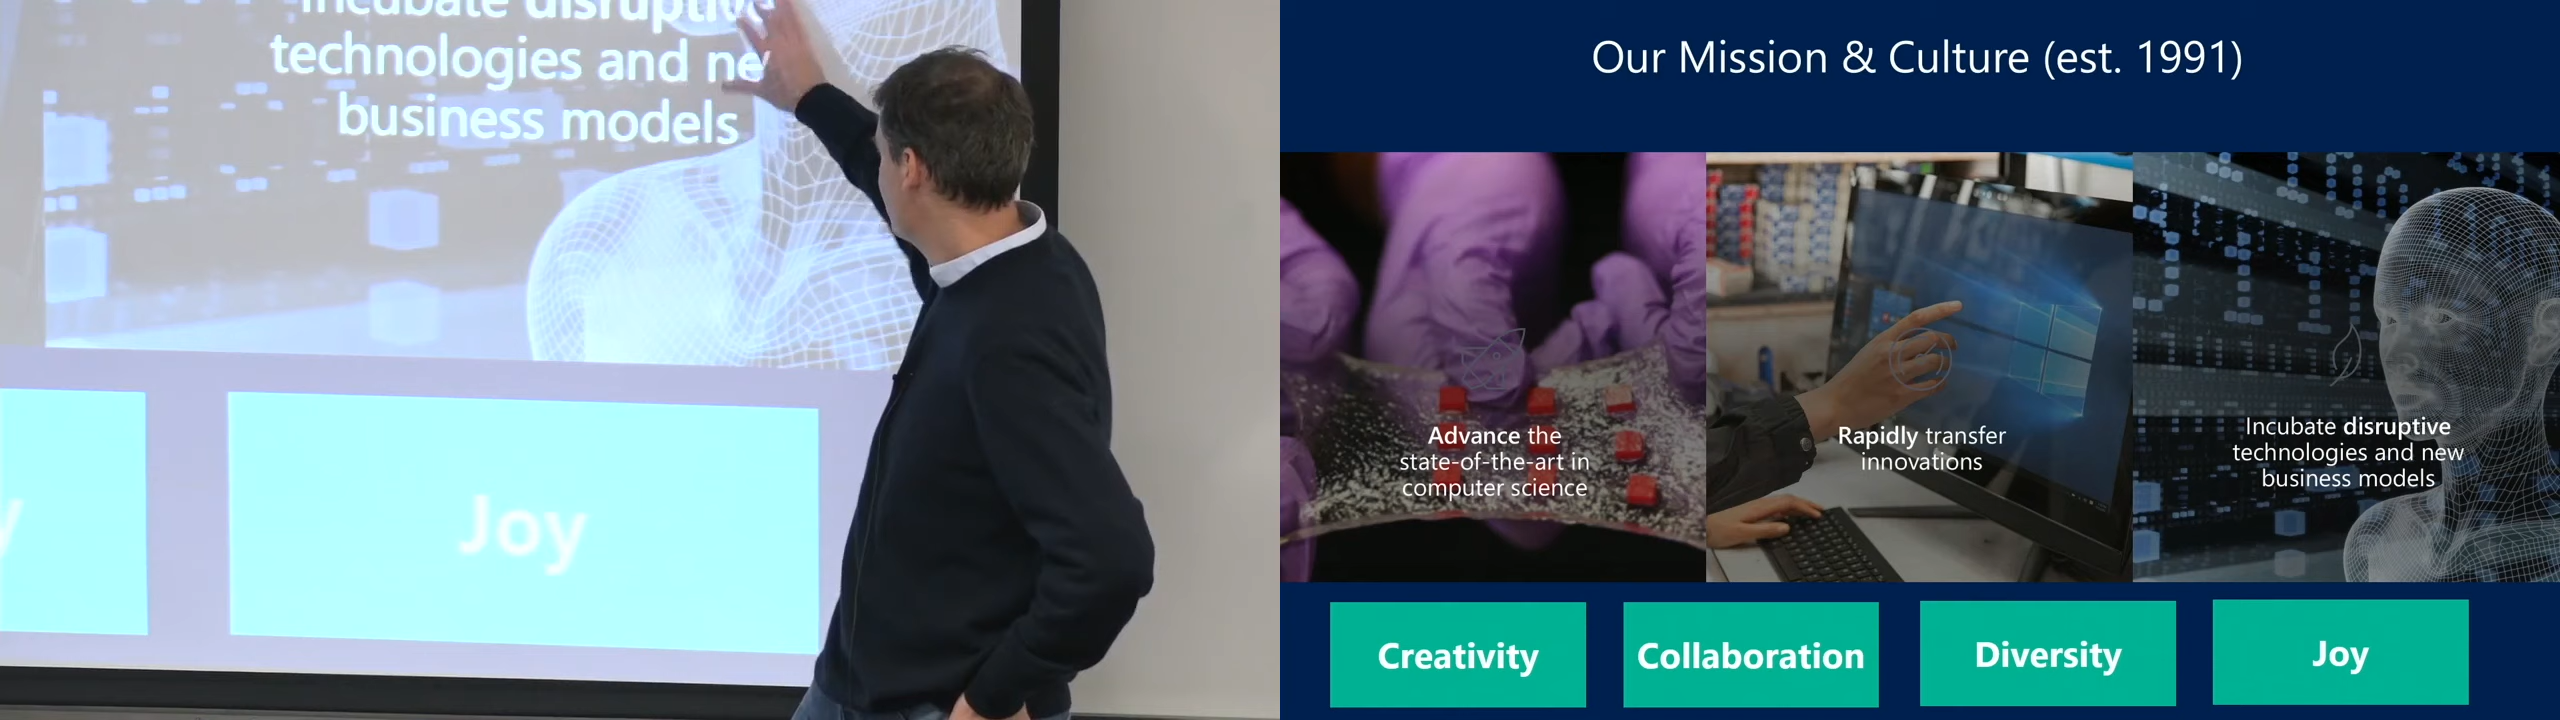 Incubate disruptive
technologies and new
business models
y
Joy
Our Mission & Culture (est. 1991)
Advance the
state-of-the-art in
computer science
Rapidly transfer
innovations
Incubate disruptive
technologies and new
business models
Creativity
Collaboration
Diversity
Joy